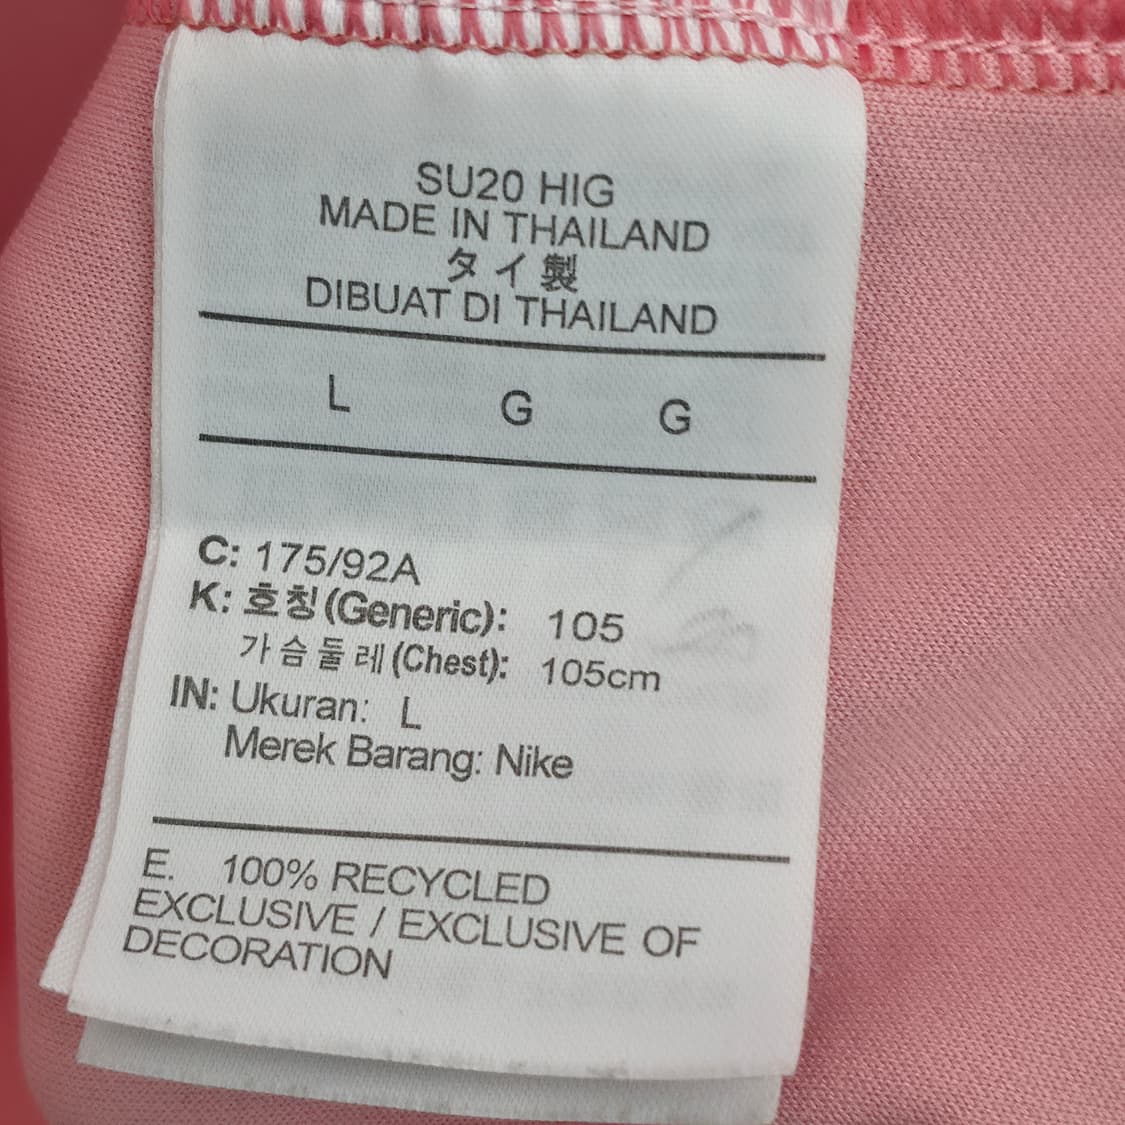 SU20 HIG
MADE IN THAILAND
タイ製
DIBUAT DI THAILAND
L G G
C: 175/92A
K: 호칭(Generic): 105
가슴둘레(Chest): 105cm
IN: Ukuran: L
Merek Barang: Nike
E. 100% RECYCLED
EXCLUSIVE / EXCLUSIVE OF
DECORATION